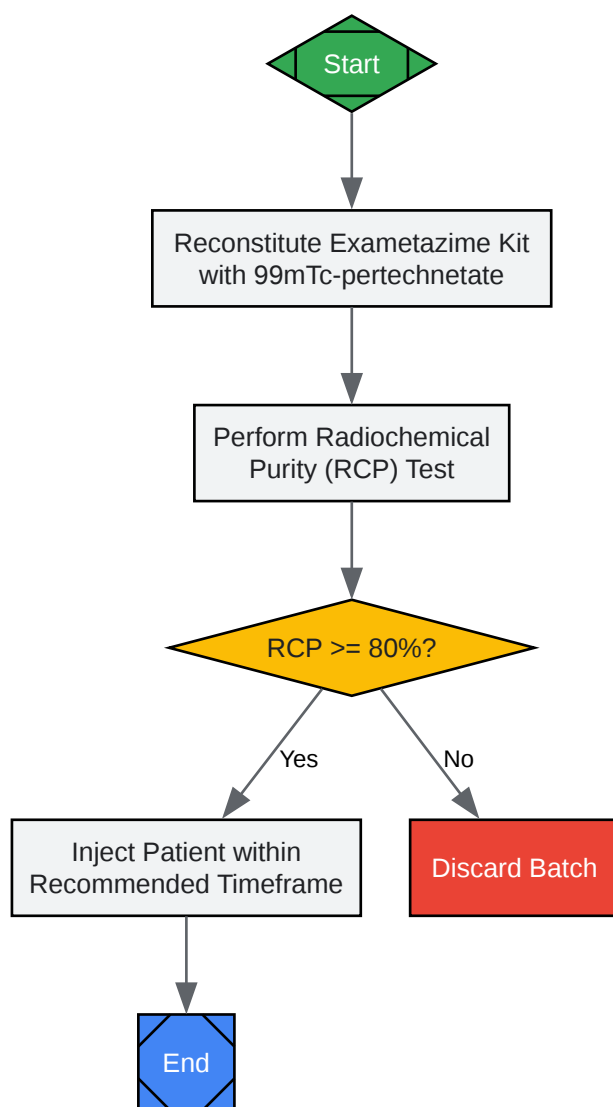 Start
Reconstitute Exametazime Kit
with 99mTc-pertechnetate
Perform Radiochemical
Purity (RCP) Test
RCP >= 80%?
Yes
No
Inject Patient within
Recommended Timeframe
Discard Batch
End